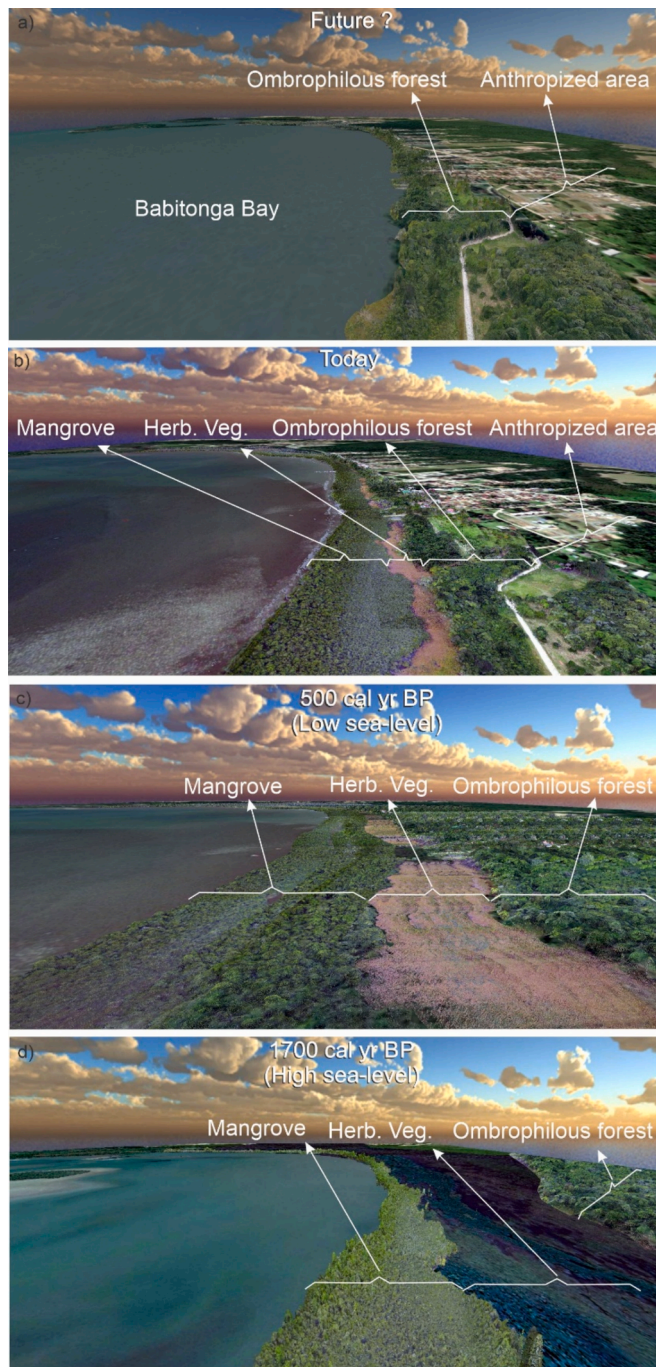 a)
Future ?
Ombrophilous forest
Anthropized area
Babitonga Bay
b)
Today
Mangrove
Herb. Veg.
Ombrophilous forest
Anthropized area
c)
500 cal yr BP
(Low sea-level)
Mangrove
Herb. Veg.
Ombrophilous forest
d)
1700 cal yr BP
(High sea-level)
Mangrove
Herb. Veg.
Ombrophilous forest